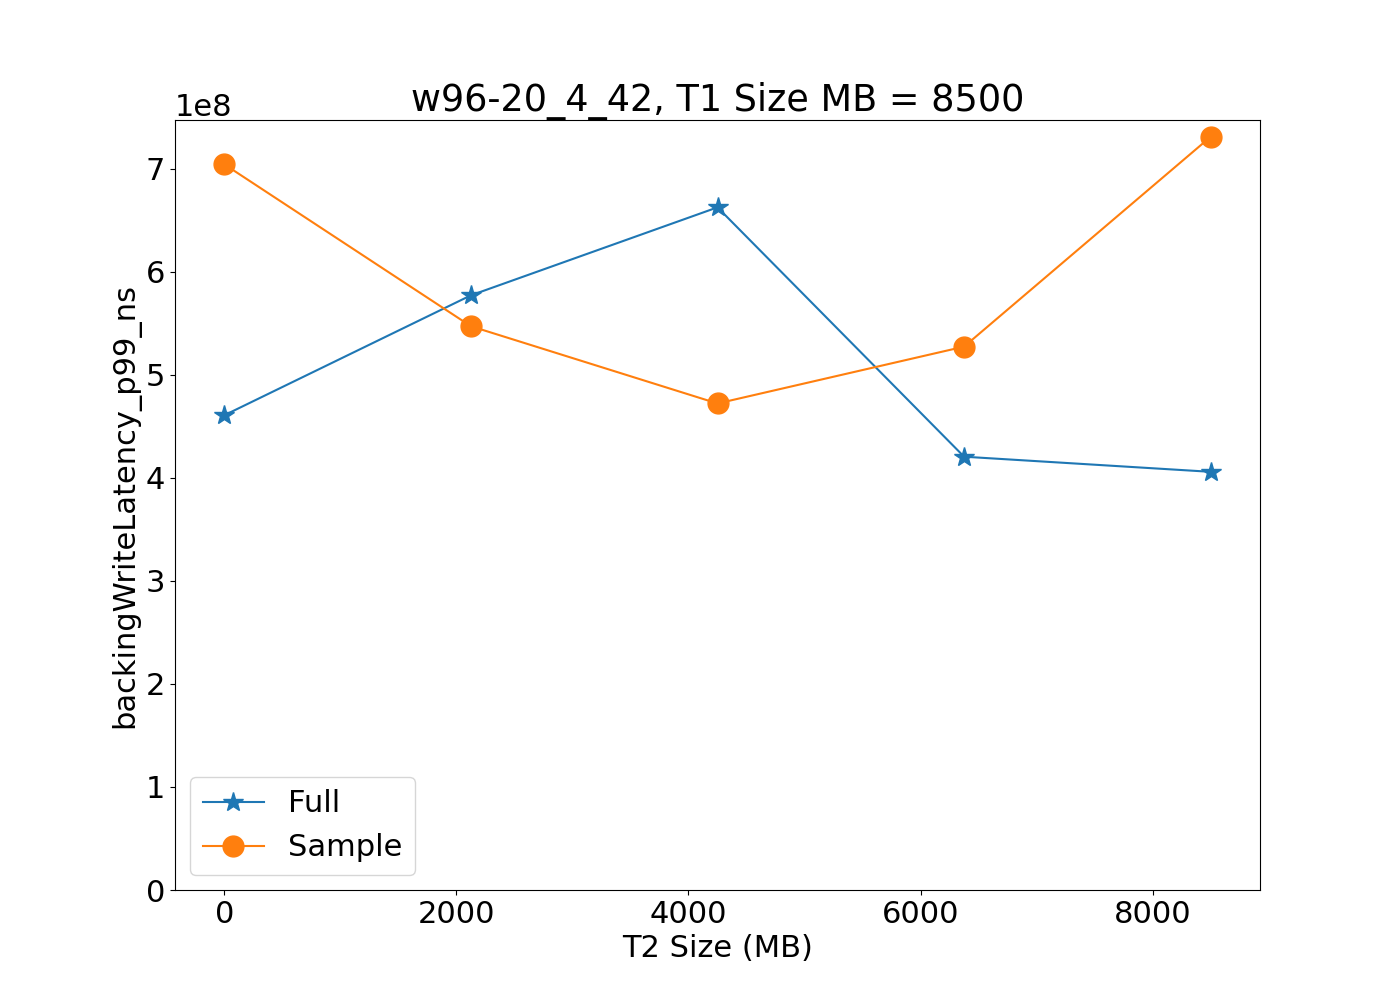 w96-20_4_42, T1 Size MB = 8500
1e8
7
6
5
4
3
2
1
0
backingWriteLatency_p99_ns
Full
Sample
0 2000 4000 6000 8000
T2 Size (MB)